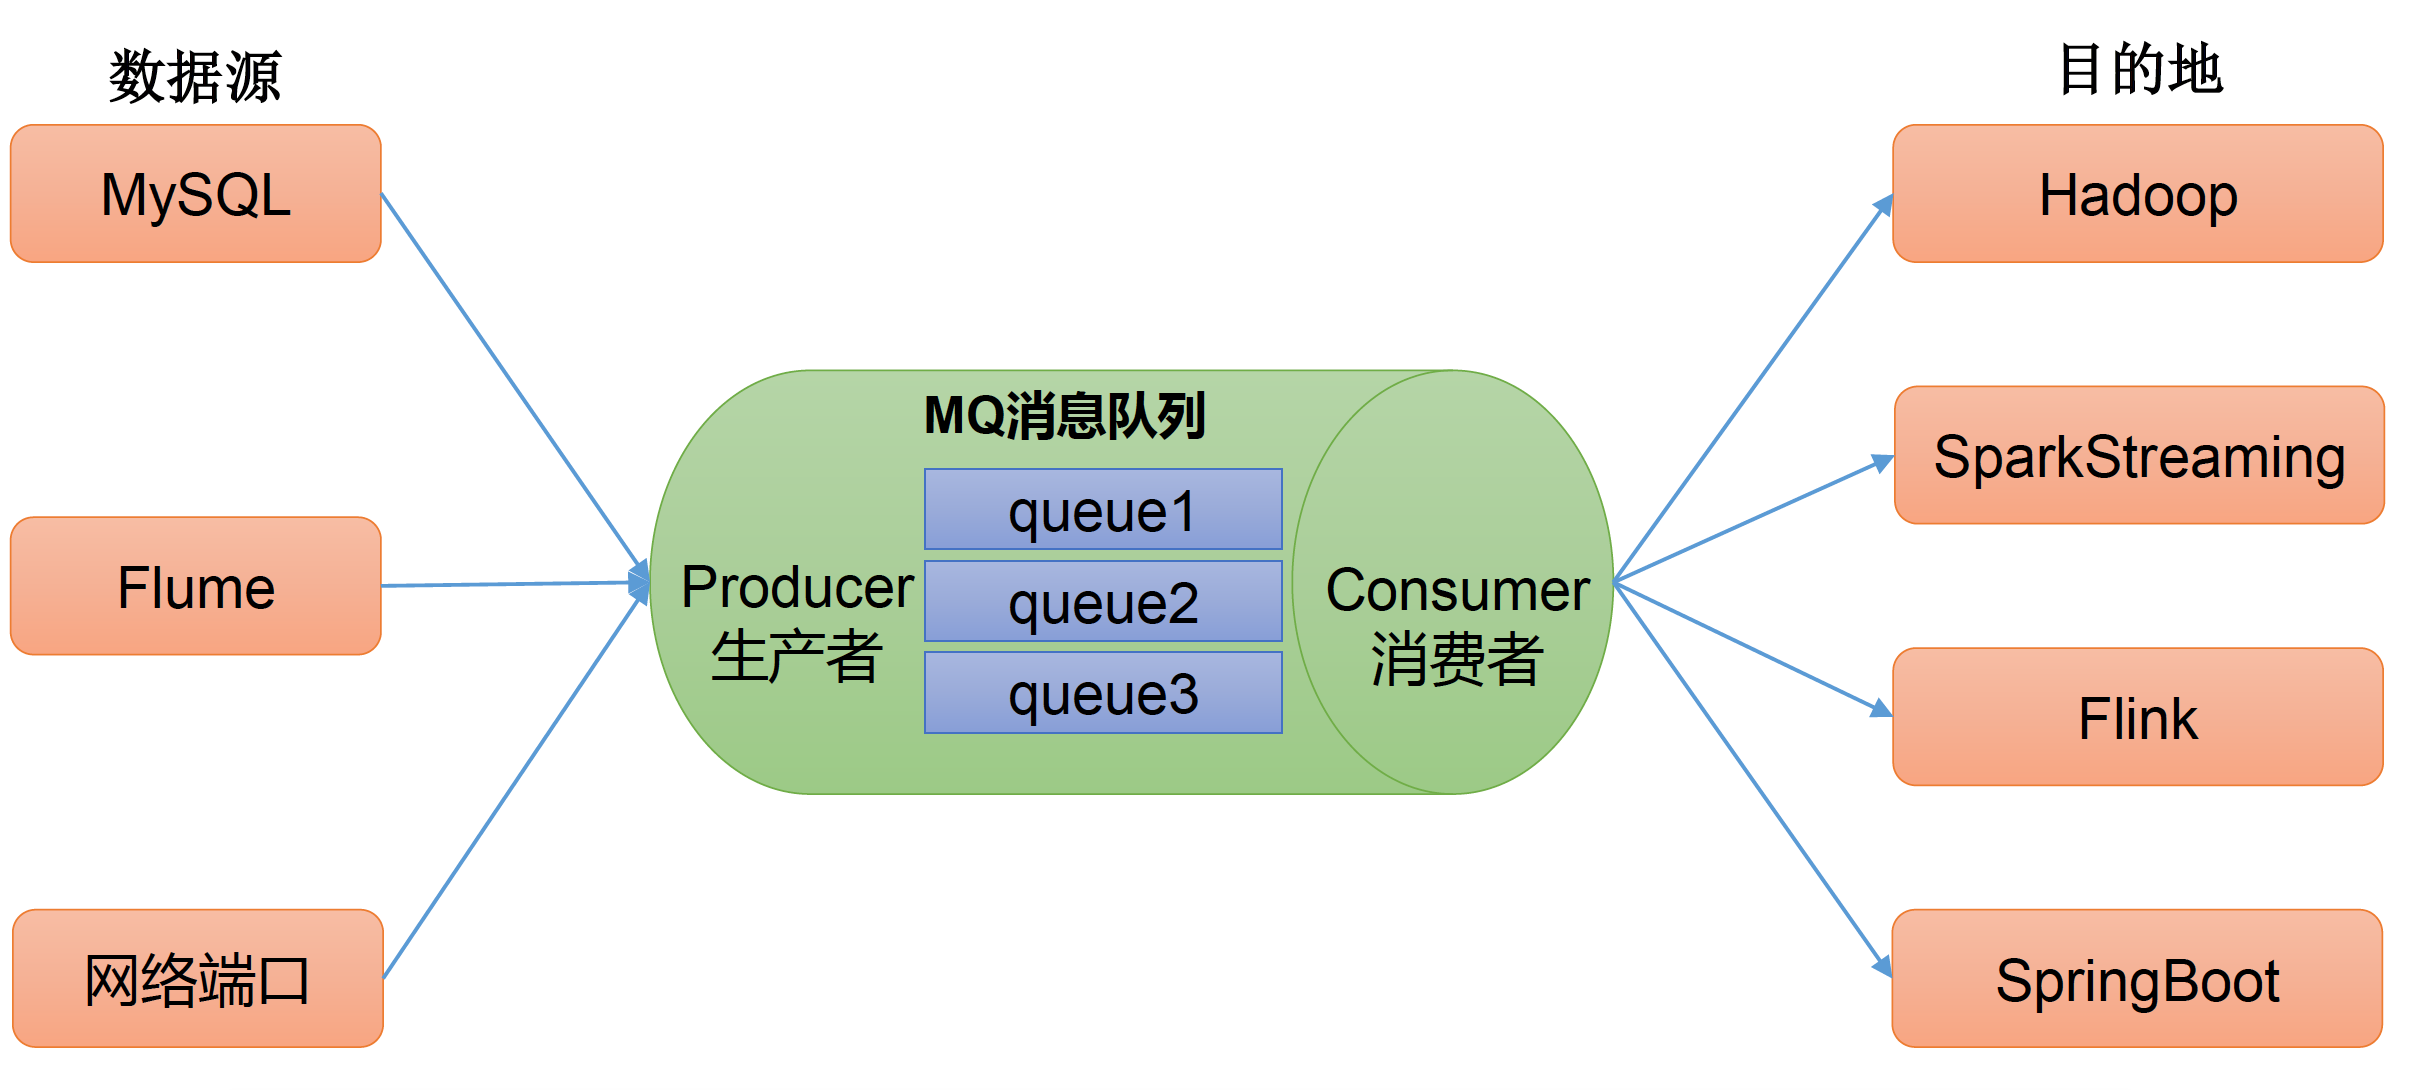 数据源
MySQL
Flume
网络端口
MQ消息队列
Producer
生产者
queue1
queue2
queue3
Consumer
消费者
目的地
Hadoop
SparkStreaming
Flink
SpringBoot